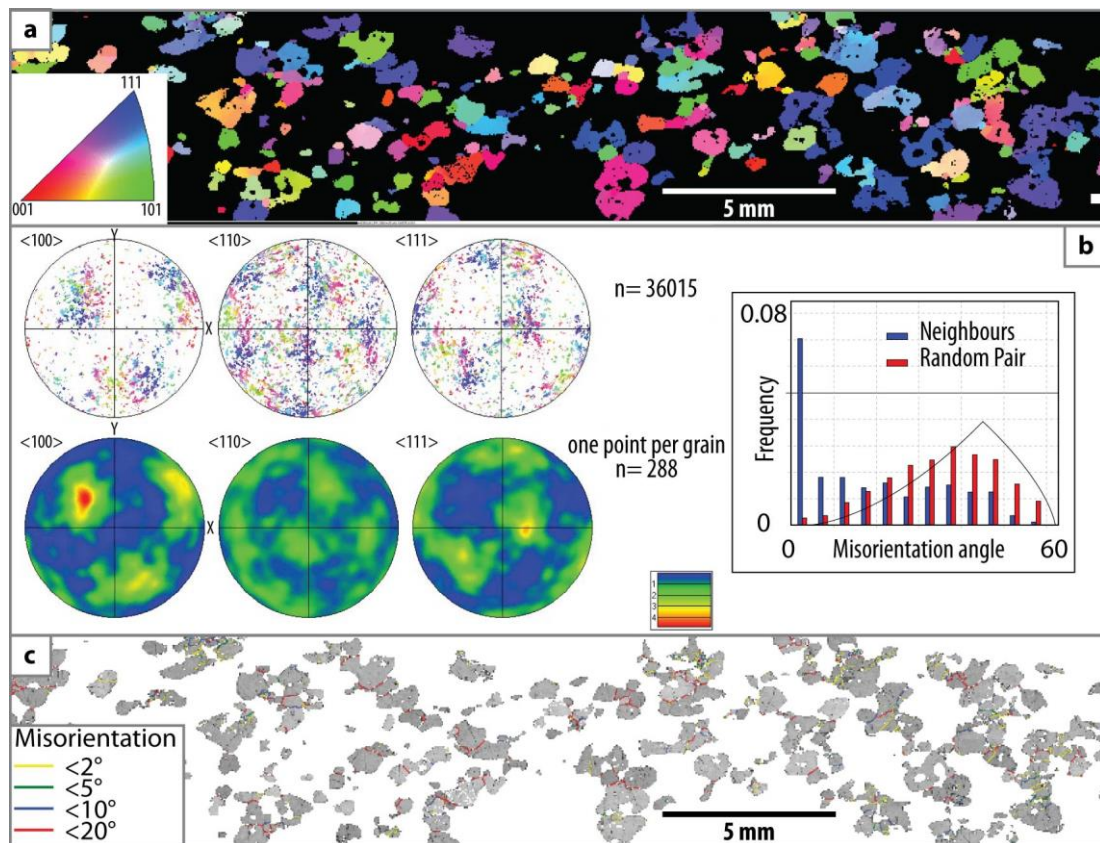 a
111
001
101
5 mm
b
<100>
Y
<110>
<111>
X
n= 36015
<100>
Y
<110>
<111>
X
one point per grain
n= 288
1
2
3
4
0.08
Frequency
0
Neighbours
Random Pair
0
Misorientation angle
60
c
Misorientation
<2°
<5°
<10°
<20°
5 mm